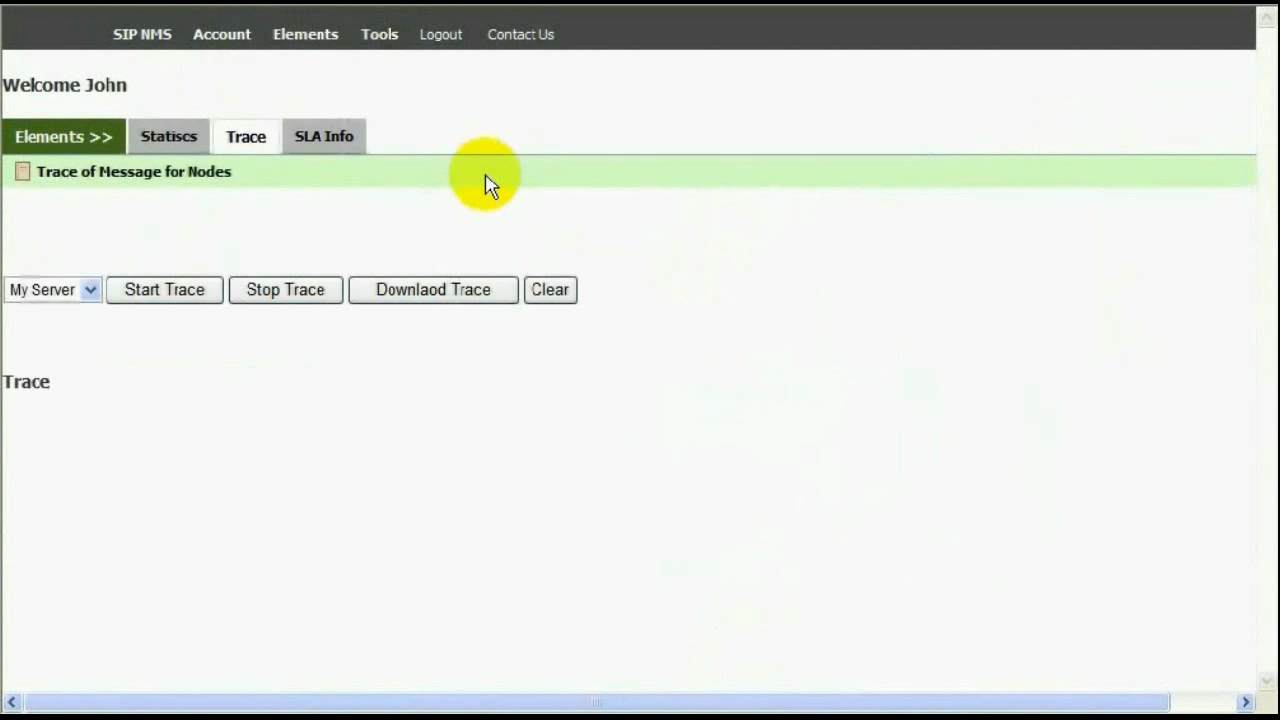 SIP NMS Account Elements Tools Logout Contact Us
Welcome John
Elements >> Statiscs Trace SLA Info
Trace of Message for Nodes
My Server Start Trace Stop Trace Downlaod Trace Clear
Trace